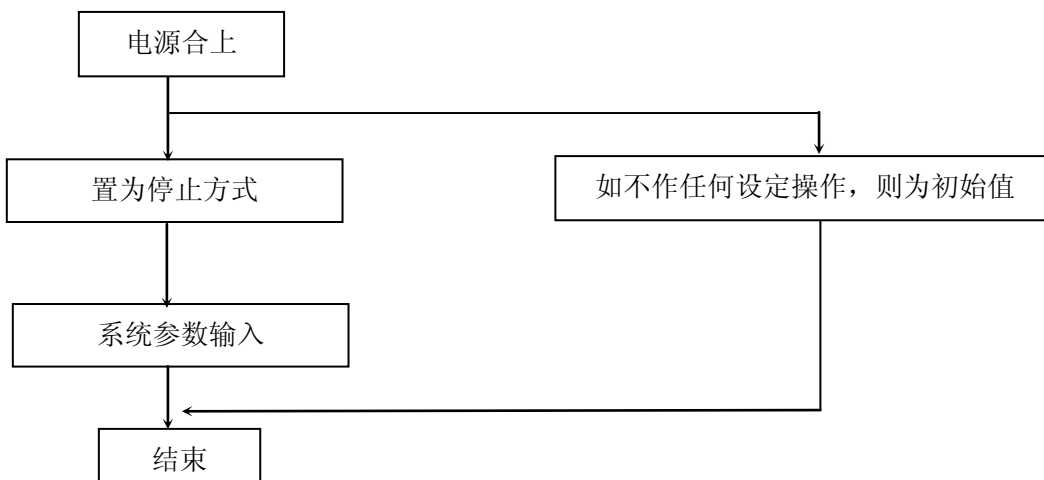 电源合上
置为停止方式
如不作任何设定操作，则为初始值
系统参数输入
结束